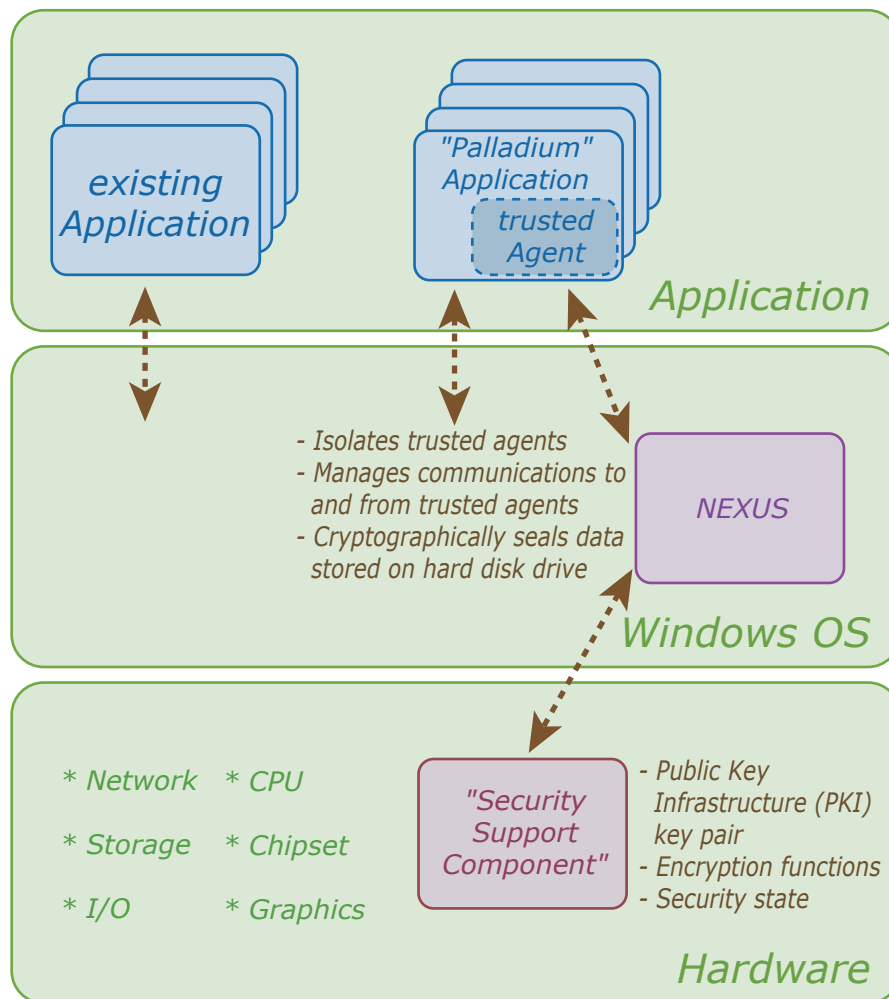 existing
Application
"Palladium"
Application
trusted
Agent
Application
- Isolates trusted agents
- Manages communications to
and from trusted agents
- Cryptographically seals data
stored on hard disk drive
NEXUS
Windows OS
* Network
* CPU
* Storage
* Chipset
* I/O
* Graphics
"Security
Support
Component"
- Public Key
Infrastructure (PKI)
key pair
- Encryption functions
- Security state
Hardware